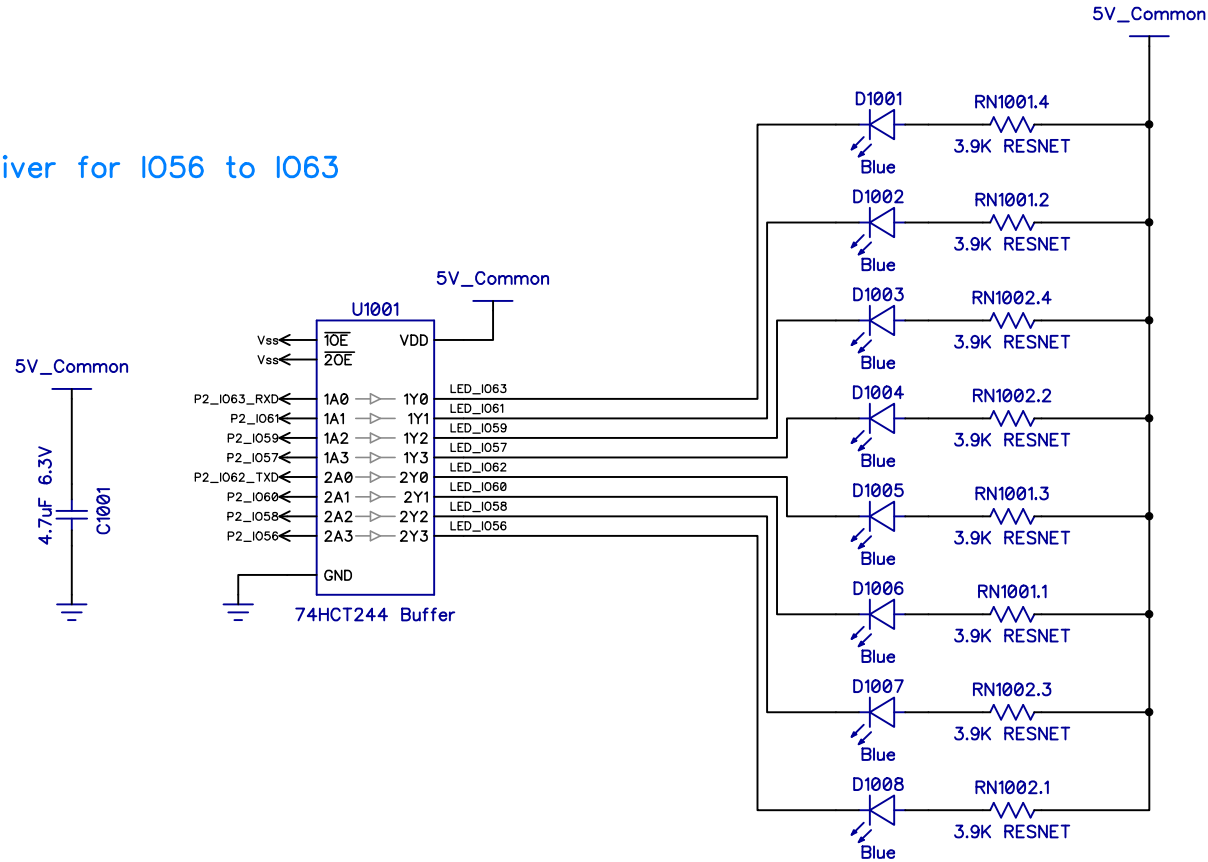 5V_Common
D1001
RN1001.4
3.9K RESNET
Blue
iver for IO56 to IO63
D1002
RN1001.2
3.9K RESNET
Blue
5V_Common
D1003
RN1002.4
3.9K RESNET
Blue
U1001
Vss
1OE
VDD
Vss
2OE
5V_Common
P2_IO63_RXD
1A0
1Y0
LED_IO63
P2_IO61
1A1
1Y1
LED_IO61
P2_IO59
1A2
1Y2
LED_IO59
P2_IO57
1A3
1Y3
LED_IO57
P2_IO62_TXD
2A0
2Y0
LED_IO62
P2_IO60
2A1
2Y1
LED_IO60
P2_IO58
2A2
2Y2
LED_IO58
P2_IO56
2A3
2Y3
LED_IO56
GND
74HCT244 Buffer
4.7uF 6.3V
C1001
D1004
RN1002.2
3.9K RESNET
Blue
D1005
RN1001.3
3.9K RESNET
Blue
D1006
RN1001.1
3.9K RESNET
Blue
D1007
RN1002.3
3.9K RESNET
Blue
D1008
RN1002.1
3.9K RESNET
Blue